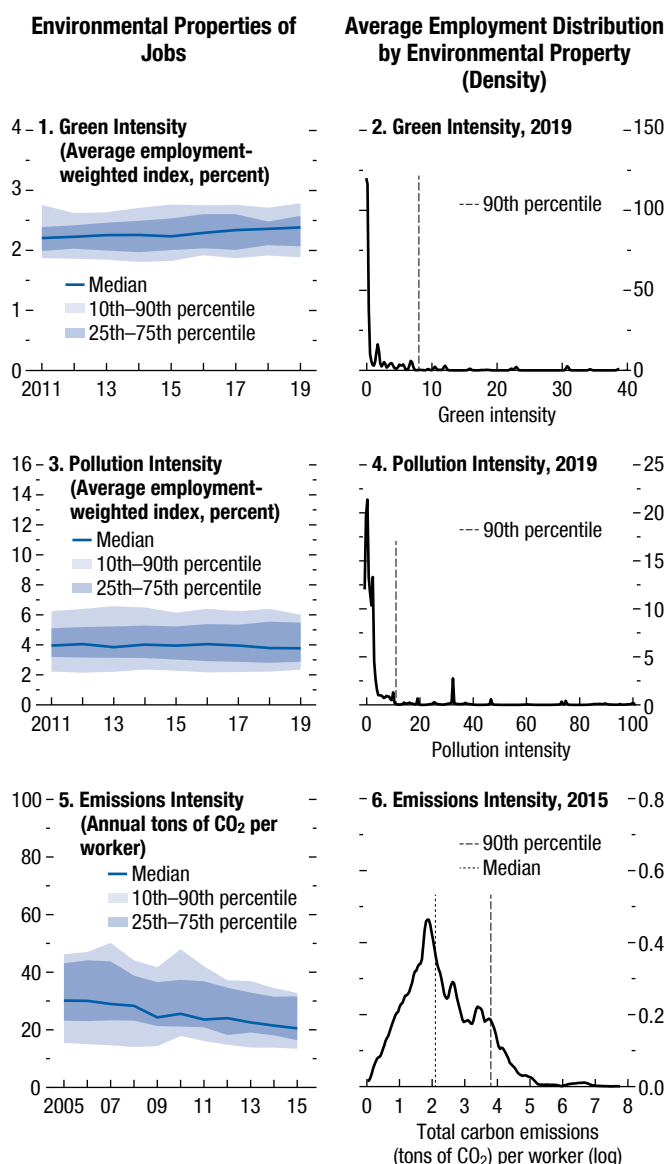 Environmental Properties of
Jobs
Average Employment Distribution
by Environmental Property
(Density)
1. Green Intensity
(Average employment-
weighted index, percent)
4
3
2
1
0
Median
10th–90th percentile
25th–75th percentile
2011 13 15 17 19
2. Green Intensity, 2019
90th percentile
150
125
100
75
50
25
0
0 10 20 30 40
Green intensity
3. Pollution Intensity
(Average employment-
weighted index, percent)
16
14
12
10
8
6
4
2
0
Median
10th–90th percentile
25th–75th percentile
2011 13 15 17 19
4. Pollution Intensity, 2019
90th percentile
25
20
15
10
5
0
0 20 40 60 80 100
Pollution intensity
5. Emissions Intensity
(Annual tons of CO₂ per
worker)
100
80
60
40
20
0
Median
10th–90th percentile
25th–75th percentile
2005 07 09 11 13 15
6. Emissions Intensity, 2015
90th percentile
Median
0.8
0.6
0.4
0.2
0.0
0 1 2 3 4 5 6 7 8
Total carbon emissions
(tons of CO₂) per worker (log)